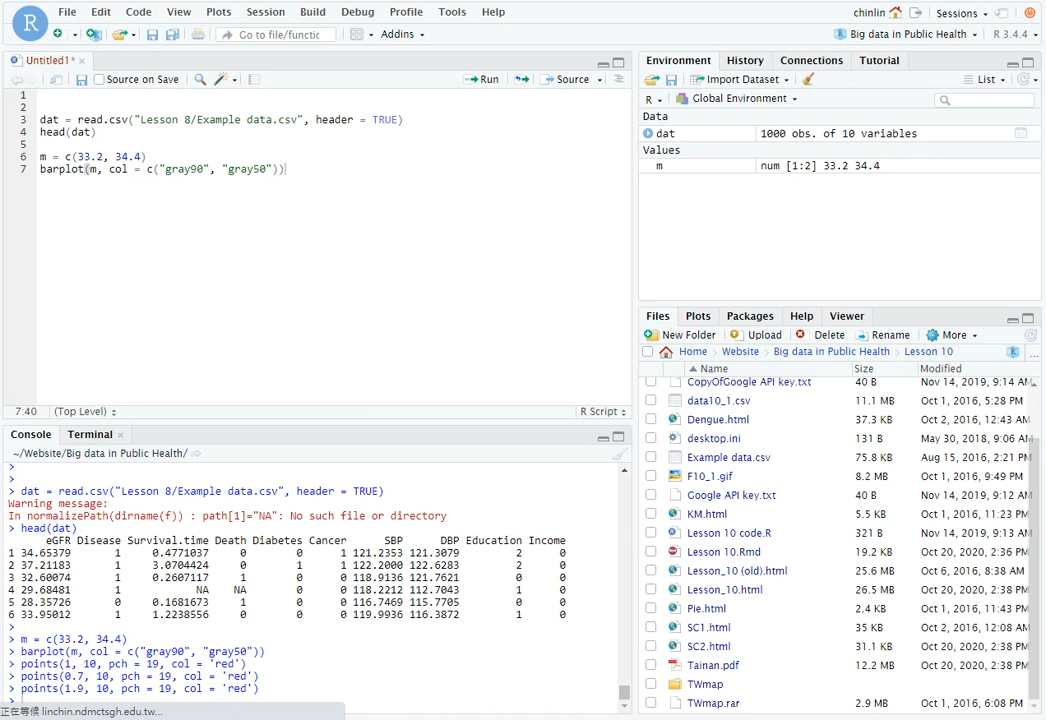 File Edit Code View Plots Session Build Debug Profile Tools Help
chinlin Sessions
R
Go to file/functic Addins
Big data in Public Health R 3.4.4
Untitled1*
Source on Save Run Source
1
2
3 dat = read.csv("Lesson 8/Example data.csv", header = TRUE)
4 head(dat)
5
6 m = c(33.2, 34.4)
7 barplot(m, col = c("gray90", "gray50"))
7:40 (Top Level) R Script
Console Terminal
~/Website/Big data in Public Health/
>
>
> dat = read.csv("Lesson 8/Example data.csv", header = TRUE)
Warning message:
In normalizePath(dirname(f)) : path[1]="NA": No such file or directory
> head(dat)
eGFR Disease Survival.time Death Diabetes Cancer SBP DBP Education Income
1 34.65379 1 0.4771037 0 0 1 121.2353 121.3079 2 0
2 37.21183 1 3.0704424 0 1 1 122.2000 122.6283 2 0
3 32.60074 1 0.2607117 1 0 0 118.9136 121.7621 0 0
4 29.68481 1 NA NA 0 0 118.2212 112.7043 1 0
5 28.35726 0 0.1681673 1 0 0 116.7469 115.7705 0 0
6 33.95012 1 1.2238556 0 0 0 119.9936 116.3872 1 0
>
> m = c(33.2, 34.4)
> barplot(m, col = c("gray90", "gray50"))
> points(1, 10, pch = 19, col = 'red')
> points(0.7, 10, pch = 19, col = 'red')
> points(1.9, 10, pch = 19, col = 'red')
>
正在等候 linchin.ndmctsgh.edu.tw...
Environment History Connections Tutorial
Import Dataset List
R Global Environment
Data
dat 1000 obs. of 10 variables
Values
m num [1:2] 33.2 34.4
Files Plots Packages Help Viewer
New Folder Upload Delete Rename More
Home Website Big data in Public Health Lesson 10
Name Size Modified
CopyOfGoogle API key.txt 40 B Nov 14, 2019, 9:14 AM
data10_1.csv 11.1 MB Oct 1, 2016, 5:28 PM
Dengue.html 37.3 KB Oct 2, 2016, 12:43 AM
desktop.ini 131 B May 30, 2018, 9:06 AM
Example data.csv 75.8 KB Aug 15, 2016, 2:21 PM
F10_1.gif 8.2 MB Oct 1, 2016, 9:49 PM
Google API key.txt 40 B Nov 14, 2019, 9:12 AM
KM.html 5.5 KB Oct 1, 2016, 11:23 PM
Lesson 10 code.R 321 B Nov 14, 2019, 9:13 AM
Lesson 10.Rmd 19.2 KB Oct 20, 2020, 2:36 PM
Lesson_10 (old).html 25.6 MB Oct 6, 2016, 8:38 AM
Lesson_10.html 26.5 MB Oct 20, 2020, 2:38 PM
Pie.html 2.4 KB Oct 1, 2016, 11:43 PM
SC1.html 35 KB Oct 2, 2016, 12:08 AM
SC2.html 31.1 KB Oct 20, 2020, 2:38 PM
Tainan.pdf 12.2 MB Oct 20, 2020, 2:38 PM
TWmap
TWmap.rar 2.9 MB Oct 1, 2016, 6:08 PM